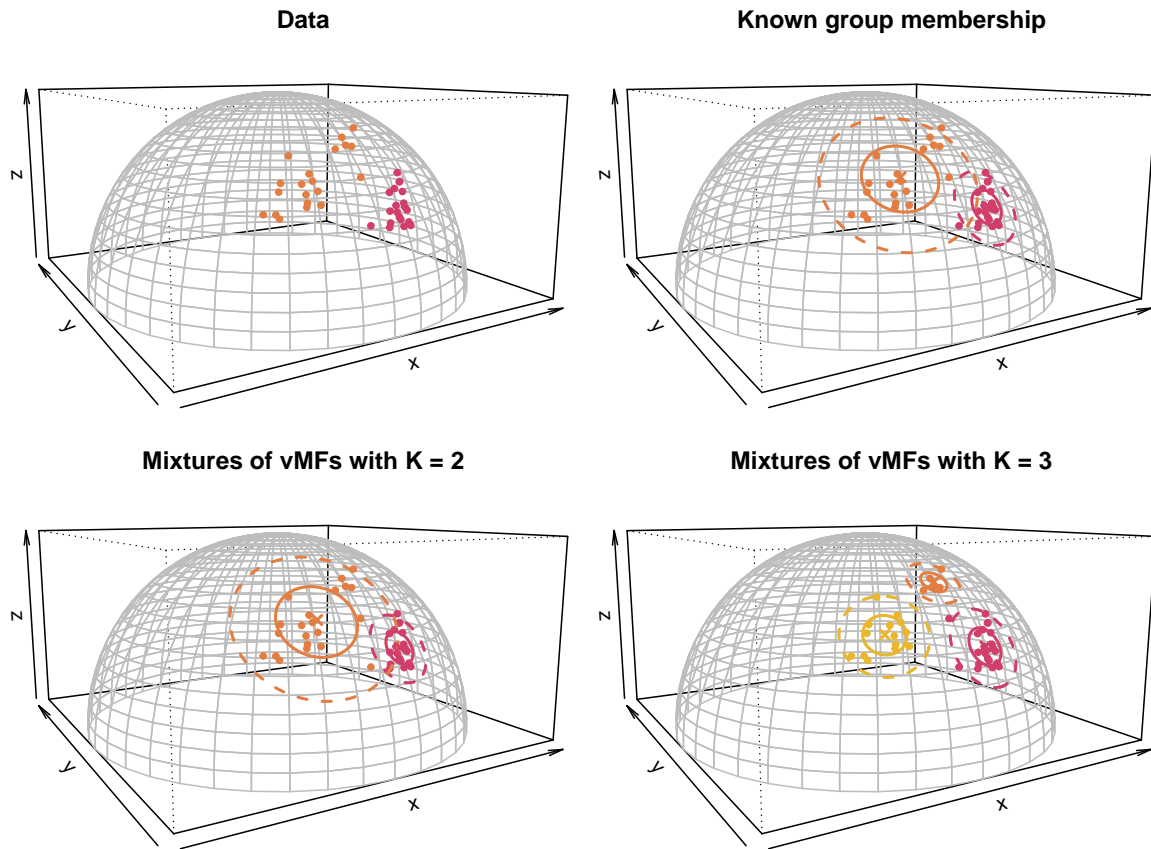 Data
Known group membership
z
y
x
z
y
x
Mixtures of vMFs with K = 2
Mixtures of vMFs with K = 3
z
y
x
z
y
x